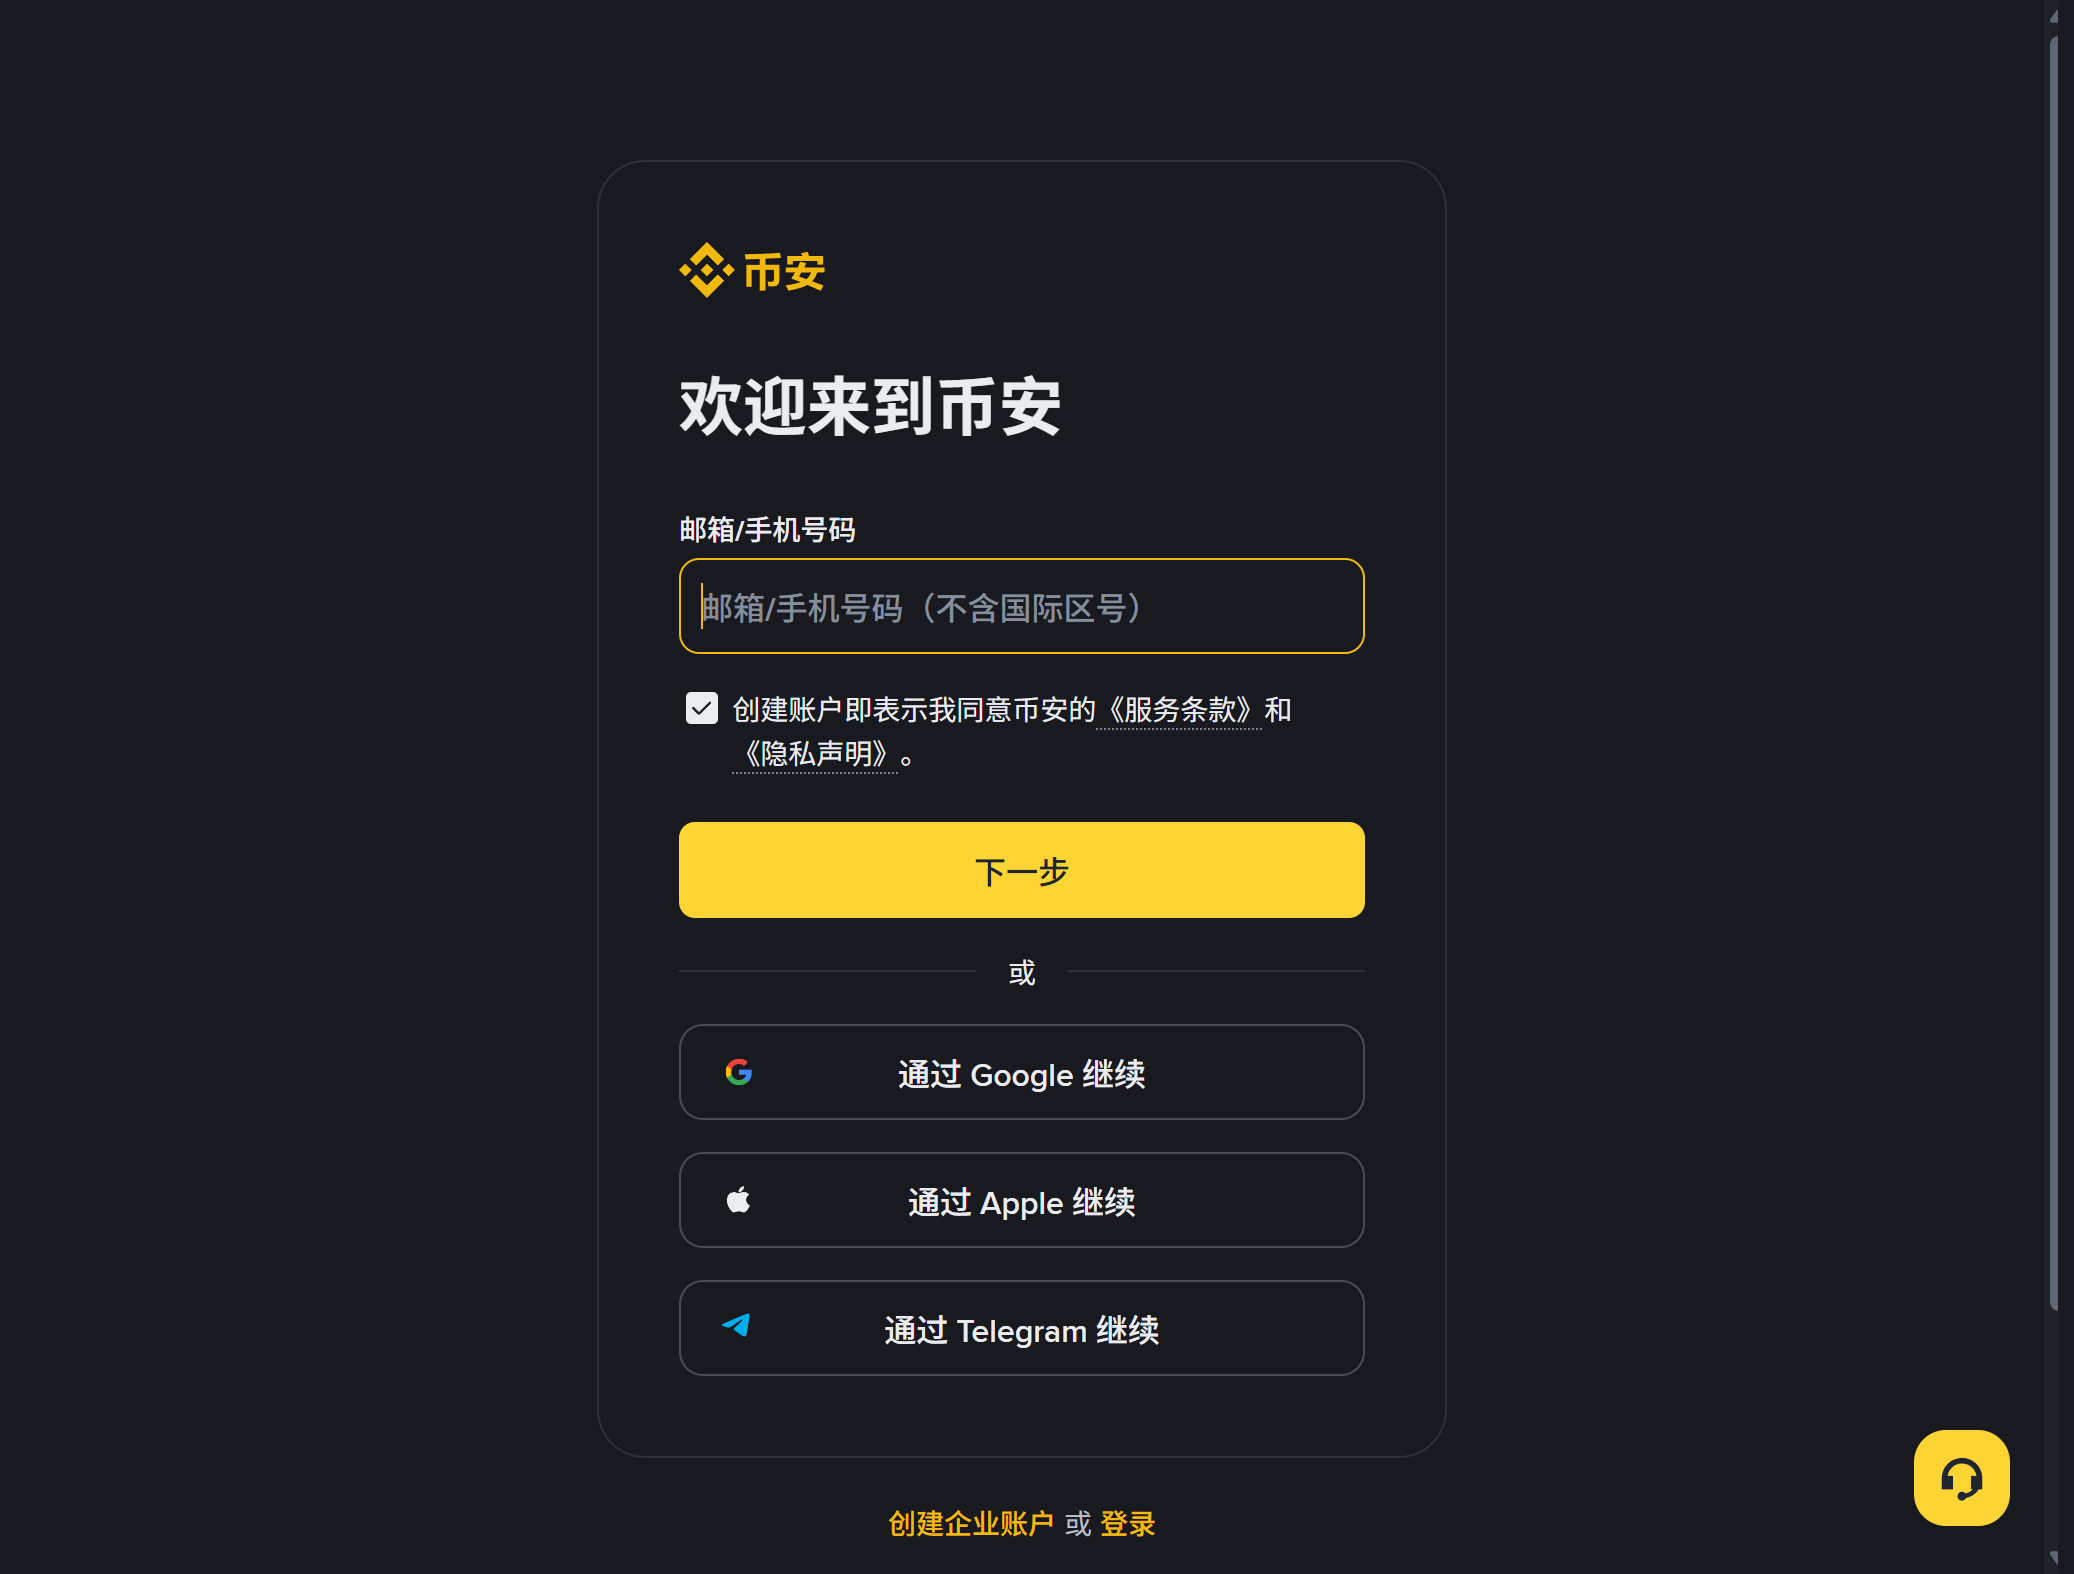 币安
欢迎来到币安
邮箱/手机号码
邮箱/手机号码（不含国际区号）
创建账户即表示我同意币安的《服务条款》和
《隐私声明》。
下一步
或
通过 Google 继续
通过 Apple 继续
通过 Telegram 继续
创建企业账户 或 登录